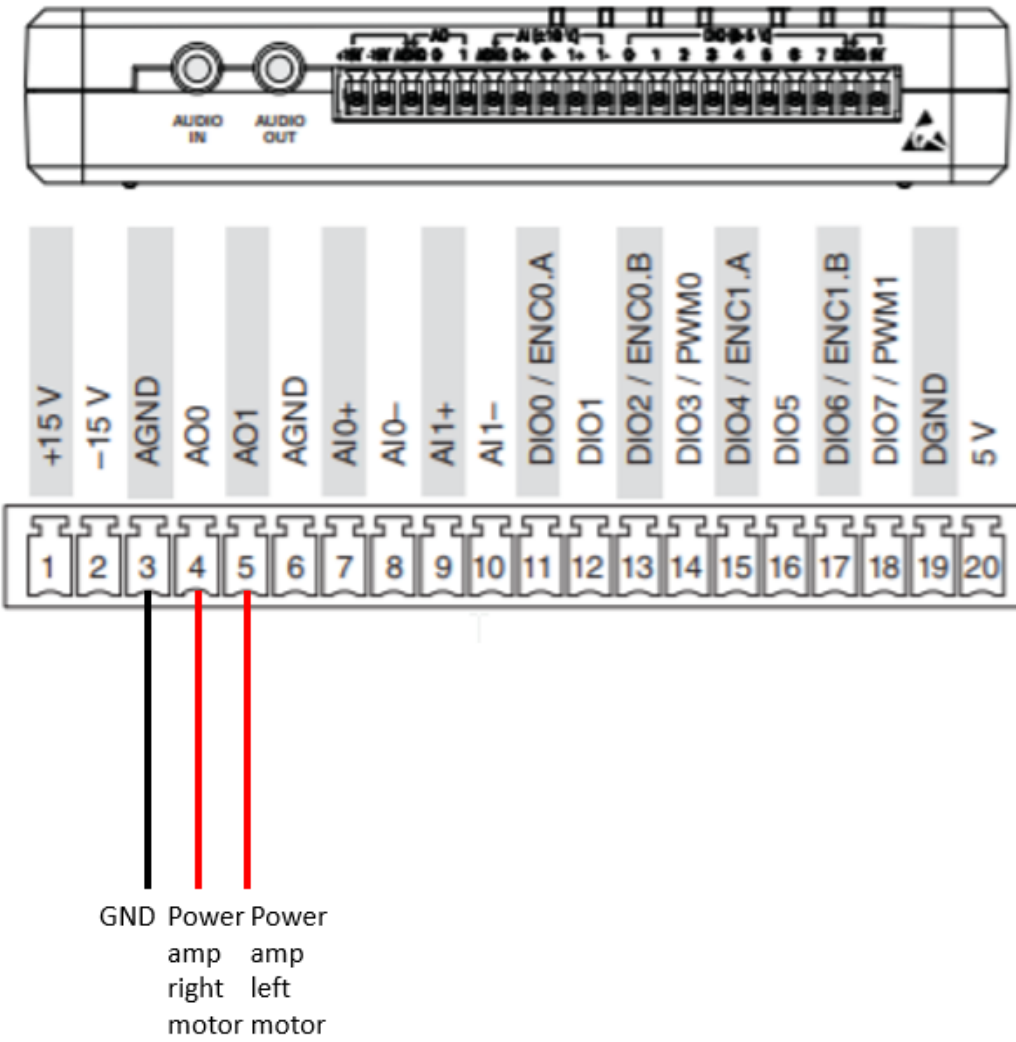 AUDIO IN
AUDIO OUT
+15 V
–15 V
AGND
AO0
AO1
AGND
AI0+
AI0–
AI1+
AI1–
DIO0 / ENC0.A
DIO1
DIO2 / ENC0.B
DIO3 / PWM0
DIO4 / ENC1.A
DIO5
DIO6 / ENC1.B
DIO7 / PWM1
DGND
5 V
1 2 3 4 5 6 7 8 9 10 11 12 13 14 15 16 17 18 19 20
GND
Power amp right motor
Power amp left motor